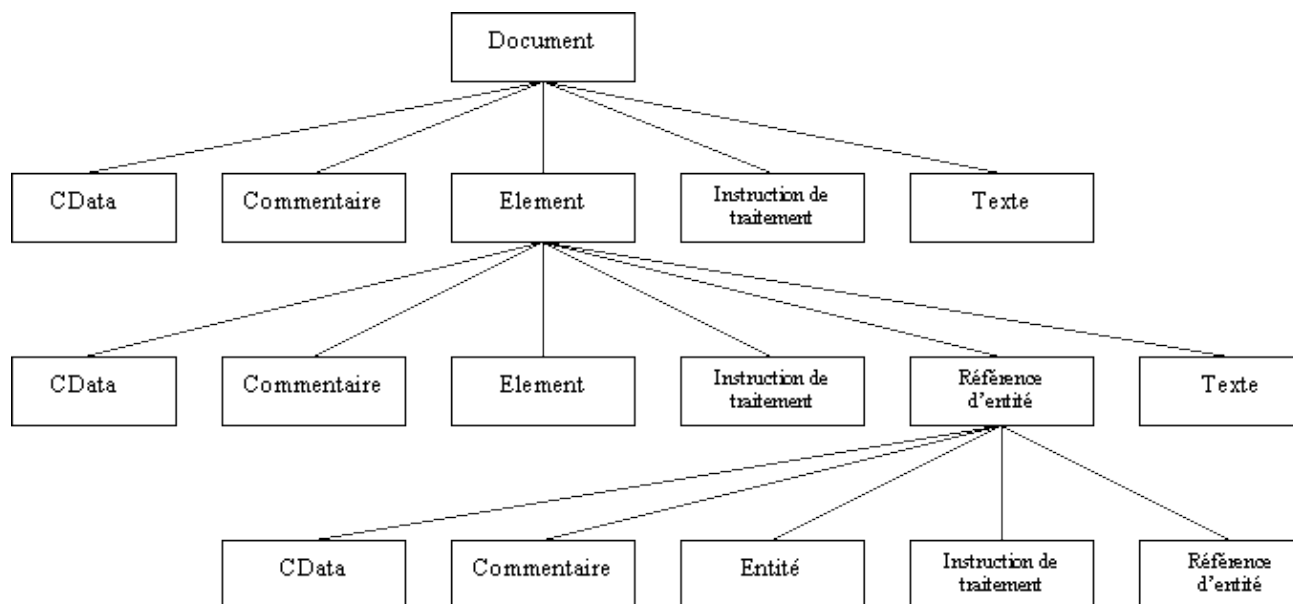 Document
CData
Commentaire
Element
Instruction de
traitement
Texte
CData
Commentaire
Element
Instruction de
traitement
Référence
d'entité
Texte
CData
Commentaire
Entité
Instruction de
traitement
Référence
d'entité